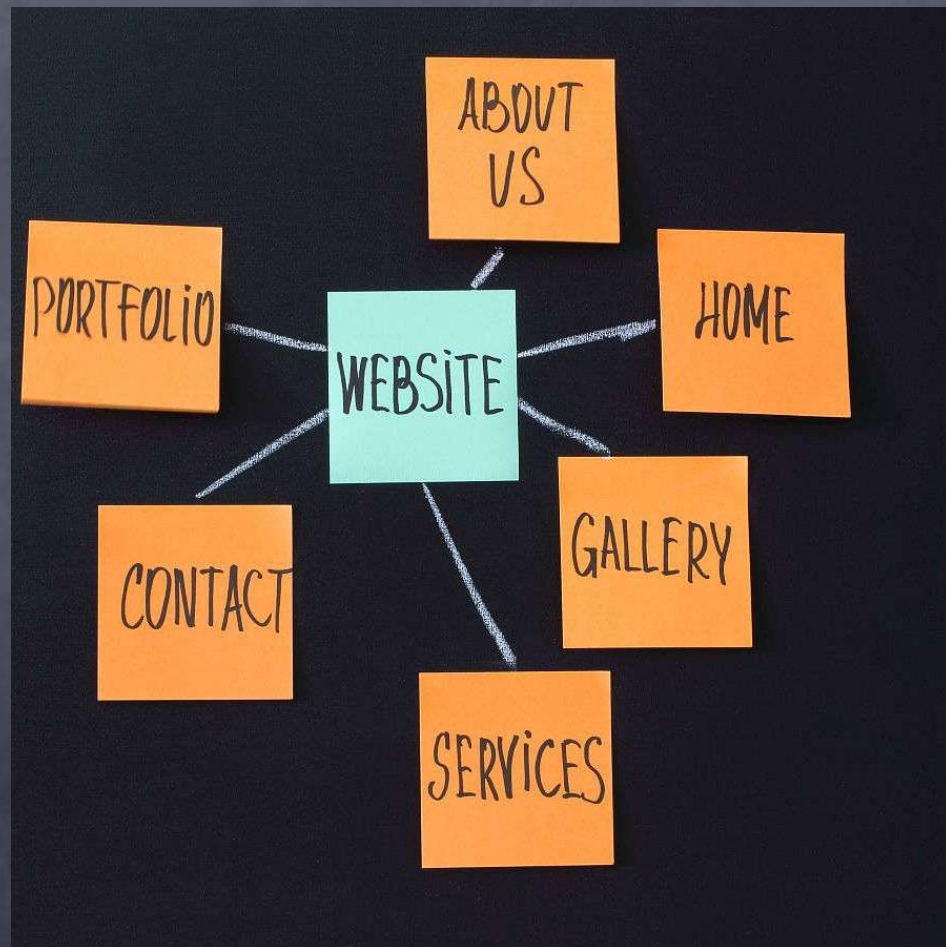 ABOUT
US
PORTFOLiO
HOME
WEBSiTE
GALLERY
CONTACT
SERViCES